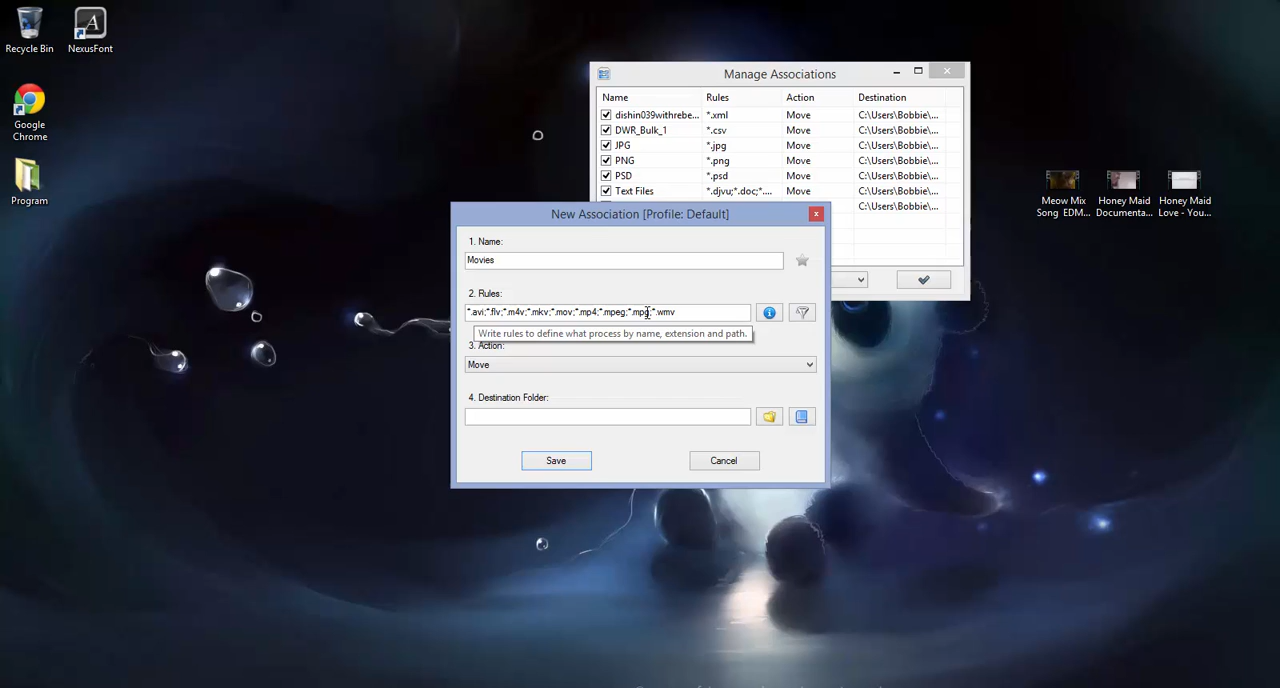 Recycle Bin
NexusFont
Google
Chrome
Program
Manage Associations
Name Rules Action Destination
dishin039withrebe... *.xml Move C:\Users\Bobbie\...
DWR_Bulk_1 *.csv Move C:\Users\Bobbie\...
JPG *.jpg Move C:\Users\Bobbie\...
PNG *.png Move C:\Users\Bobbie\...
PSD *.psd Move C:\Users\Bobbie\...
Text Files *.djvu;*.doc;*.... Move C:\Users\Bobbie\...
C:\Users\Bobbie\...
New Association [Profile: Default]
1. Name:
Movies
2. Rules:
*.avi;*.flv;*.m4v;*.mkv;*.mov;*.mp4;*.mpeg;*.mpg;*.wmv
Write rules to define what process by name, extension and path.
3. Action:
Move
4. Destination Folder:
Save Cancel
Meow Mix
Song EDM...
Honey Maid
Documenta...
Honey Maid
Love - You...